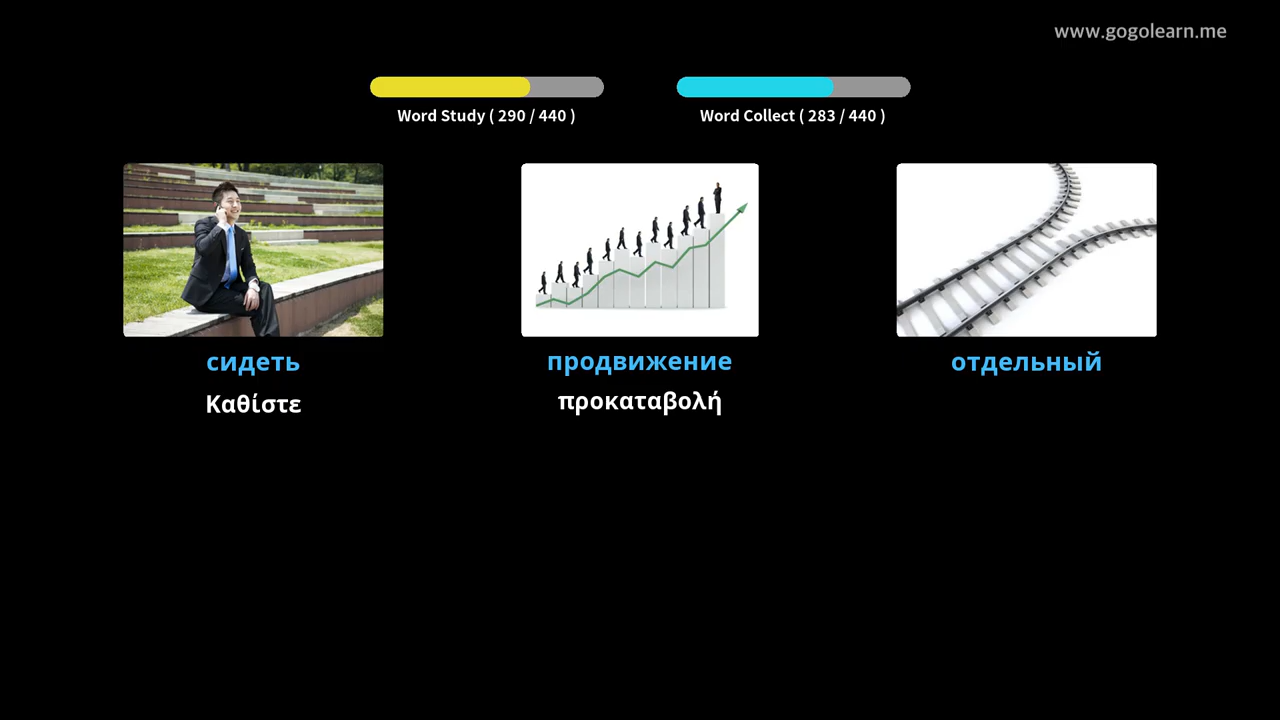 www.gogolearn.me
Word Study ( 290 / 440 )
Word Collect ( 283 / 440 )
сидеть
Καθίστε
продвижение
προκαταβολή
отдельный